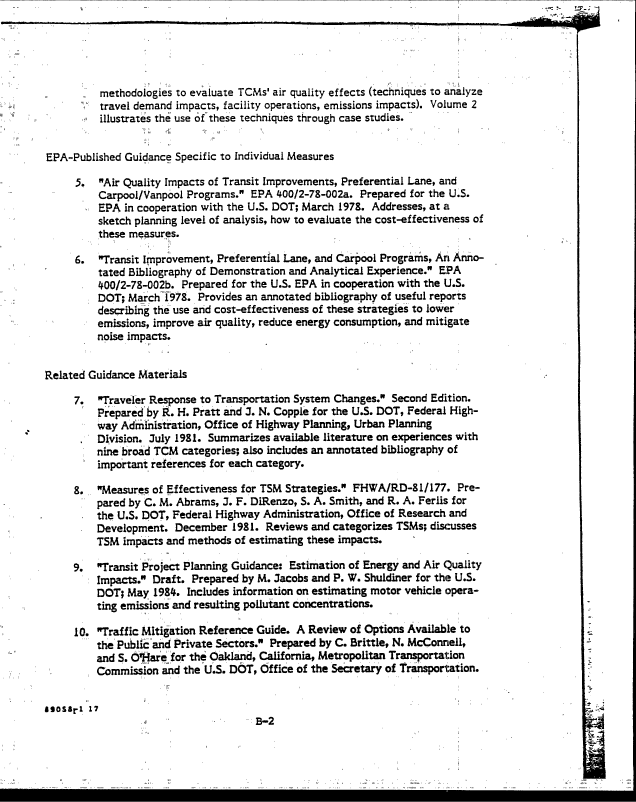 methodologies to evaluate TCMs' air quality effects (techniques to analyze
travel demand impacts, facility operations, emissions impacts). Volume 2
illustrates the use of these techniques through case studies.
EPA-Published Guidance Specific to Individual Measures
5. "Air Quality Impacts of Transit Improvements, Preferential Lane, and
Carpool/Vanpool Programs." EPA 400/2-78-002a. Prepared for the U.S.
EPA in cooperation with the U.S. DOT; March 1978. Addresses, at a
sketch planning level of analysis, how to evaluate the cost-effectiveness of
these measures.
6. "Transit Improvement, Preferential Lane, and Carpool Programs, An Anno-
tated Bibliography of Demonstration and Analytical Experience." EPA
400/2-78-002b. Prepared for the U.S. EPA in cooperation with the U.S.
DOT; March 1978. Provides an annotated bibliography of useful reports
describing the use and cost-effectiveness of these strategies to lower
emissions, improve air quality, reduce energy consumption, and mitigate
noise impacts.
Related Guidance Materials
7. "Traveler Response to Transportation System Changes." Second Edition.
Prepared by R. H. Pratt and J. N. Copple for the U.S. DOT, Federal High-
way Administration, Office of Highway Planning, Urban Planning
Division. July 1981. Summarizes available literature on experiences with
nine broad TCM categories; also includes an annotated bibliography of
important references for each category.
8. "Measures of Effectiveness for TSM Strategies." FHWA/RD-81/177. Pre-
pared by C. M. Abrams, J. F. DiRenzo, S. A. Smith, and R. A. Ferlis for
the U.S. DOT, Federal Highway Administration, Office of Research and
Development. December 1981. Reviews and categorizes TSMs; discusses
TSM impacts and methods of estimating these impacts.
9. "Transit Project Planning Guidance: Estimation of Energy and Air Quality
Impacts." Draft. Prepared by M. Jacobs and P. W. Shuldiner for the U.S.
DOT; May 1984. Includes information on estimating motor vehicle opera-
ting emissions and resulting pollutant concentrations.
10. "Traffic Mitigation Reference Guide. A Review of Options Available to
the Public and Private Sectors." Prepared by C. Brittle, N. McConnell,
and S. O'Hare for the Oakland, California, Metropolitan Transportation
Commission and the U.S. DOT, Office of the Secretary of Transportation.
89058r1 17
B-2